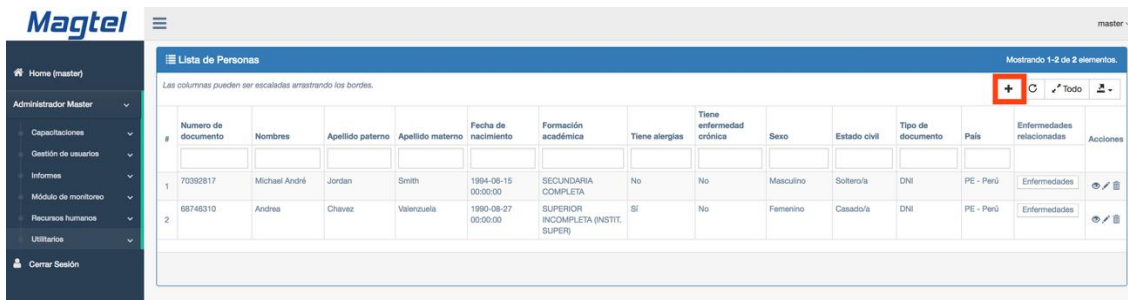 Magtel
master
Home (master)
Administrador Master
Capacitaciones
Gestión de usuarios
Informes
Módulo de monitoreo
Recursos humanos
Utilitarios
Cerrar Sesión
Lista de Personas
Mostrando 1-2 de 2 elementos.
Las columnas pueden ser escaladas arrastrando los bordes.
+ Todo
# Numero de documento Nombres Apellido paterno Apellido materno Fecha de nacimiento Formación académica Tiene alergias Tiene enfermedad crónica Sexo Estado civil Tipo de documento País Enfermedades relacionadas Acciones
1 70392817 Michael André Jordan Smith 1994-06-15 00:00:00 SECUNDARIA COMPLETA No No Masculino Soltero/a DNI PE - Perú Enfermedades
2 68746310 Andrea Chavez Valenzuela 1990-08-27 00:00:00 SUPERIOR INCOMPLETA (INSTIT. SUPER) Sí No Femenino Casado/a DNI PE - Perú Enfermedades